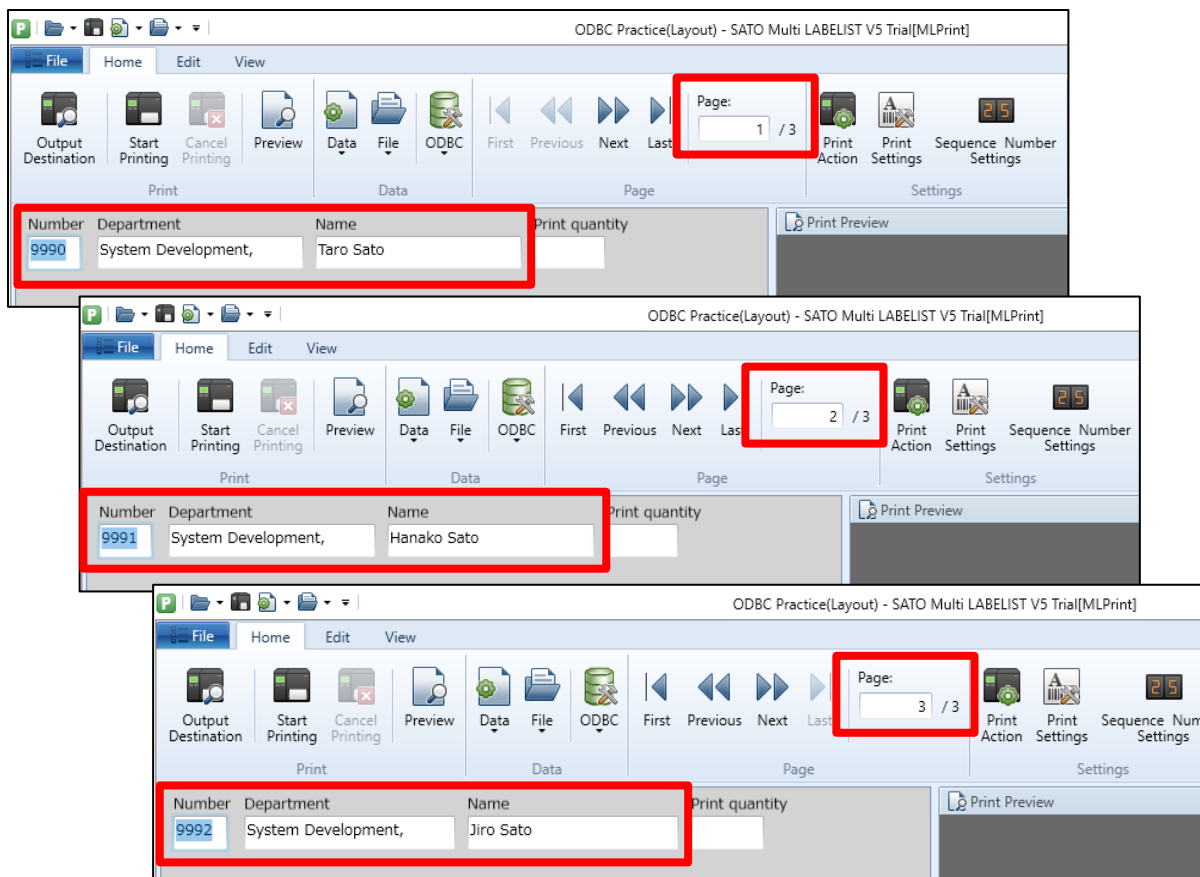 P
ODBC Practice(Layout) - SATO Multi LABELIST V5 Trial[MLPrint]
File Home Edit View
Output Destination
Start Printing
Cancel Printing
Preview
Data
File
ODBC
First
Previous
Next
Last
Page:
1 / 3
Print Action
Print Settings
Sequence Number Settings
Print
Data
Page
Settings
Number Department Name Print quantity
9990 System Development, Taro Sato
Print Preview
P
ODBC Practice(Layout) - SATO Multi LABELIST V5 Trial[MLPrint]
File Home Edit View
Output Destination
Start Printing
Cancel Printing
Preview
Data
File
ODBC
First
Previous
Next
Las
Page:
2 / 3
Print Action
Print Settings
Sequence Number Settings
Print
Data
Page
Settings
Number Department Name Print quantity
9991 System Development, Hanako Sato
Print Preview
P
ODBC Practice(Layout) - SATO Multi LABELIST V5 Trial[MLPrint]
File Home Edit View
Output Destination
Start Printing
Cancel Printing
Preview
Data
File
ODBC
First
Previous
Next
Last
Page:
3 / 3
Print Action
Print Settings
Sequence Num
Settings
Print
Data
Page
Settings
Number Department Name Print quantity
9992 System Development, Jiro Sato
Print Preview